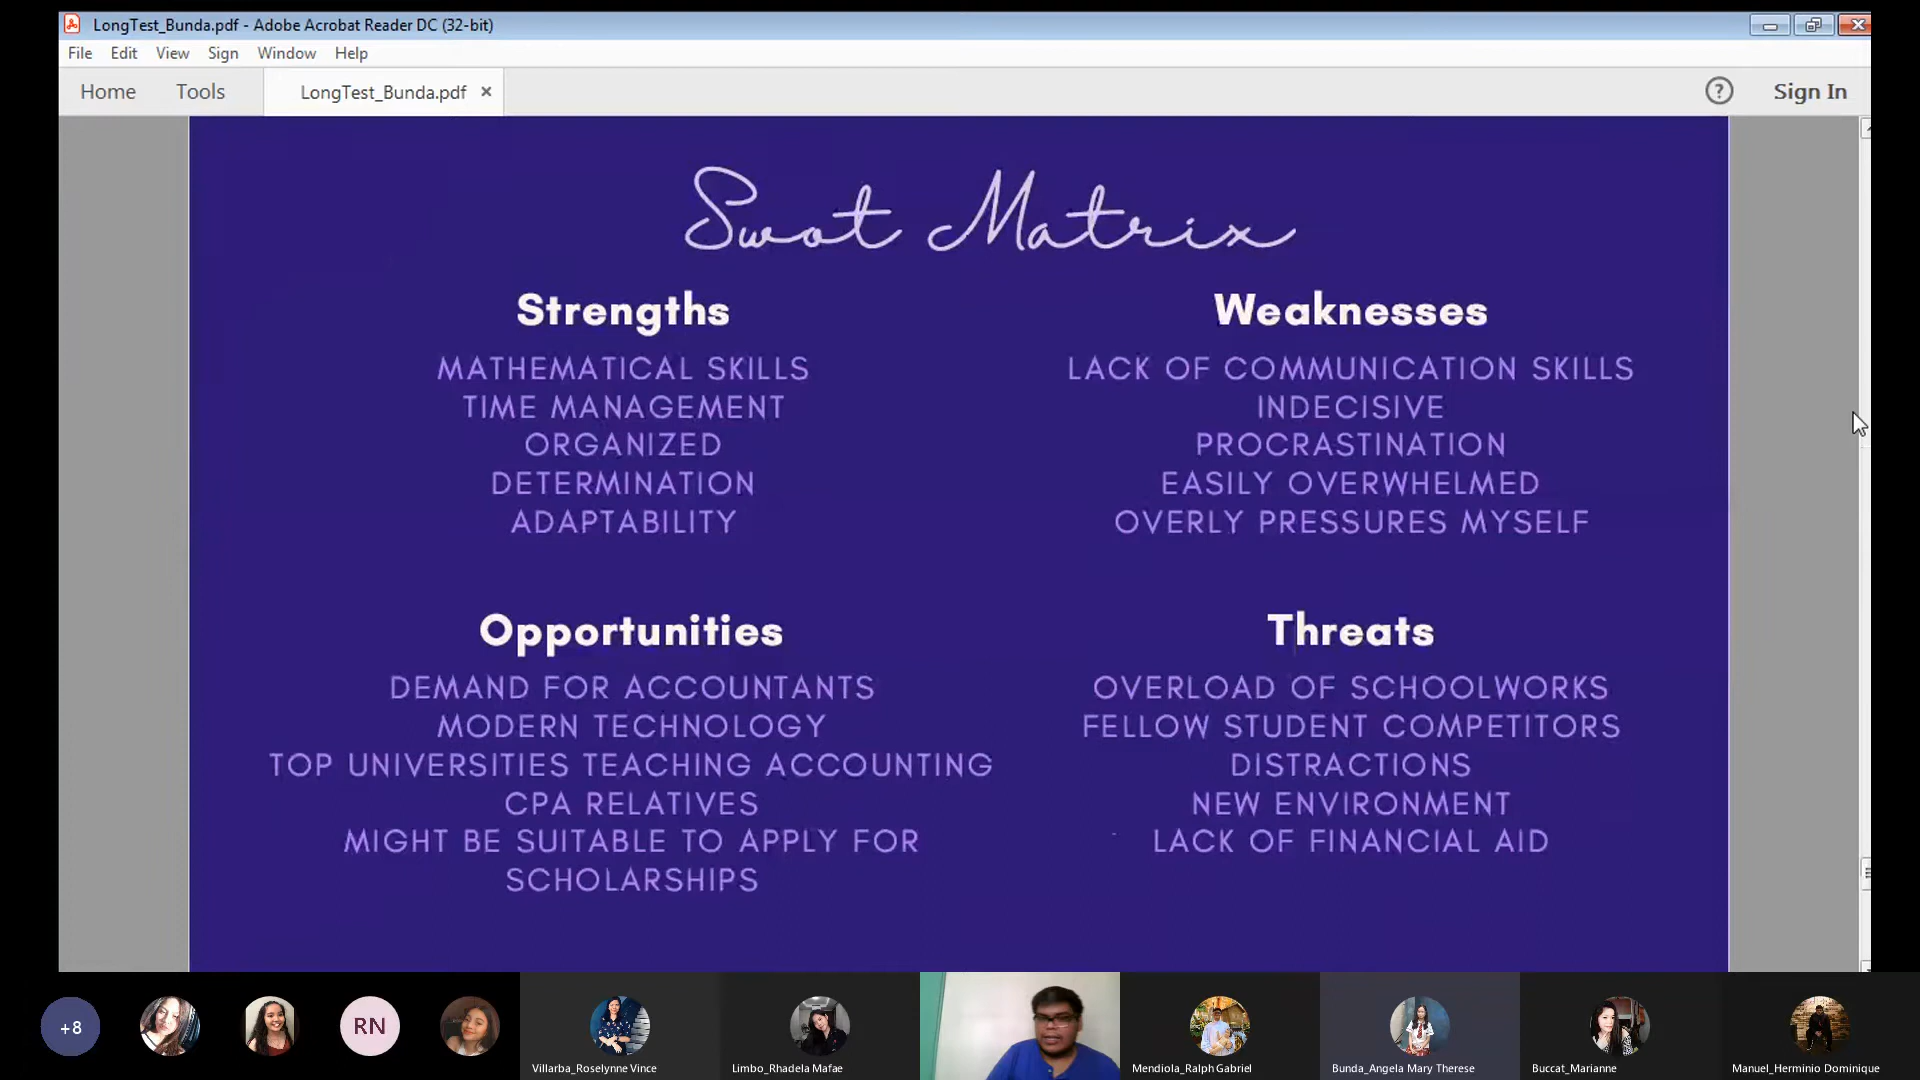 LongTest_Bunda.pdf - Adobe Acrobat Reader DC (32-bit)
File Edit View Sign Window Help
Home Tools LongTest_Bunda.pdf × ? Sign In
Swot Matrix
Strengths
MATHEMATICAL SKILLS
TIME MANAGEMENT
ORGANIZED
DETERMINATION
ADAPTABILITY
Weaknesses
LACK OF COMMUNICATION SKILLS
INDECISIVE
PROCRASTINATION
EASILY OVERWHELMED
OVERLY PRESSURES MYSELF
Opportunities
DEMAND FOR ACCOUNTANTS
MODERN TECHNOLOGY
TOP UNIVERSITIES TEACHING ACCOUNTING
CPA RELATIVES
MIGHT BE SUITABLE TO APPLY FOR
SCHOLARSHIPS
Threats
OVERLOAD OF SCHOOLWORKS
FELLOW STUDENT COMPETITORS
DISTRACTIONS
NEW ENVIRONMENT
LACK OF FINANCIAL AID
+8
RN
Villarba_Roselynne Vince
Limbo_Rhadela Mafae
Mendiola_Ralph Gabriel
Bunda_Angela Mary Therese
Buccat_Marianne
Manuel_Herminio Dominique